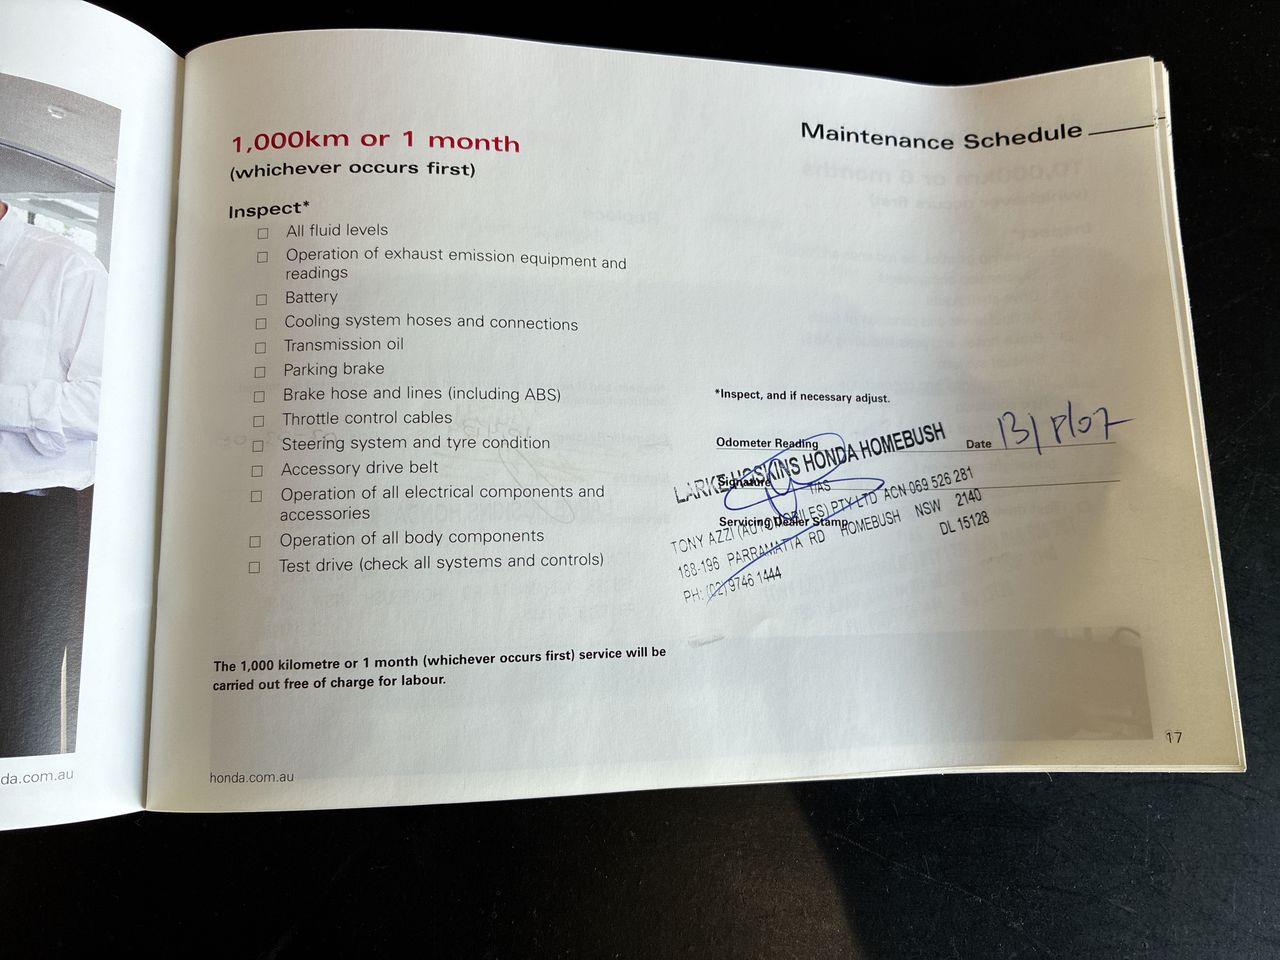 1,000km or 1 month
(whichever occurs first)
Maintenance Schedule
Inspect*
All fluid levels
Operation of exhaust emission equipment and
readings
Battery
Cooling system hoses and connections
Transmission oil
Parking brake
Brake hose and lines (including ABS)
Throttle control cables
Steering system and tyre condition
Accessory drive belt
Operation of all electrical components and
accessories
Operation of all body components
Test drive (check all systems and controls)
*Inspect, and if necessary adjust.
Odometer Reading
Date 13/8/07
Signature
Servicing Dealer Stamp
LARKE HOSKINS HONDA HOMEBUSH
T/AS
TONY AZZI (AUTOMOBILES) PTY LTD ACN 069 526 281
188-196 PARRAMATTA RD HOMEBUSH NSW 2140
PH: (02) 9746 1444
DL 15128
The 1,000 kilometre or 1 month (whichever occurs first) service will be
carried out free of charge for labour.
17
da.com.au
honda.com.au